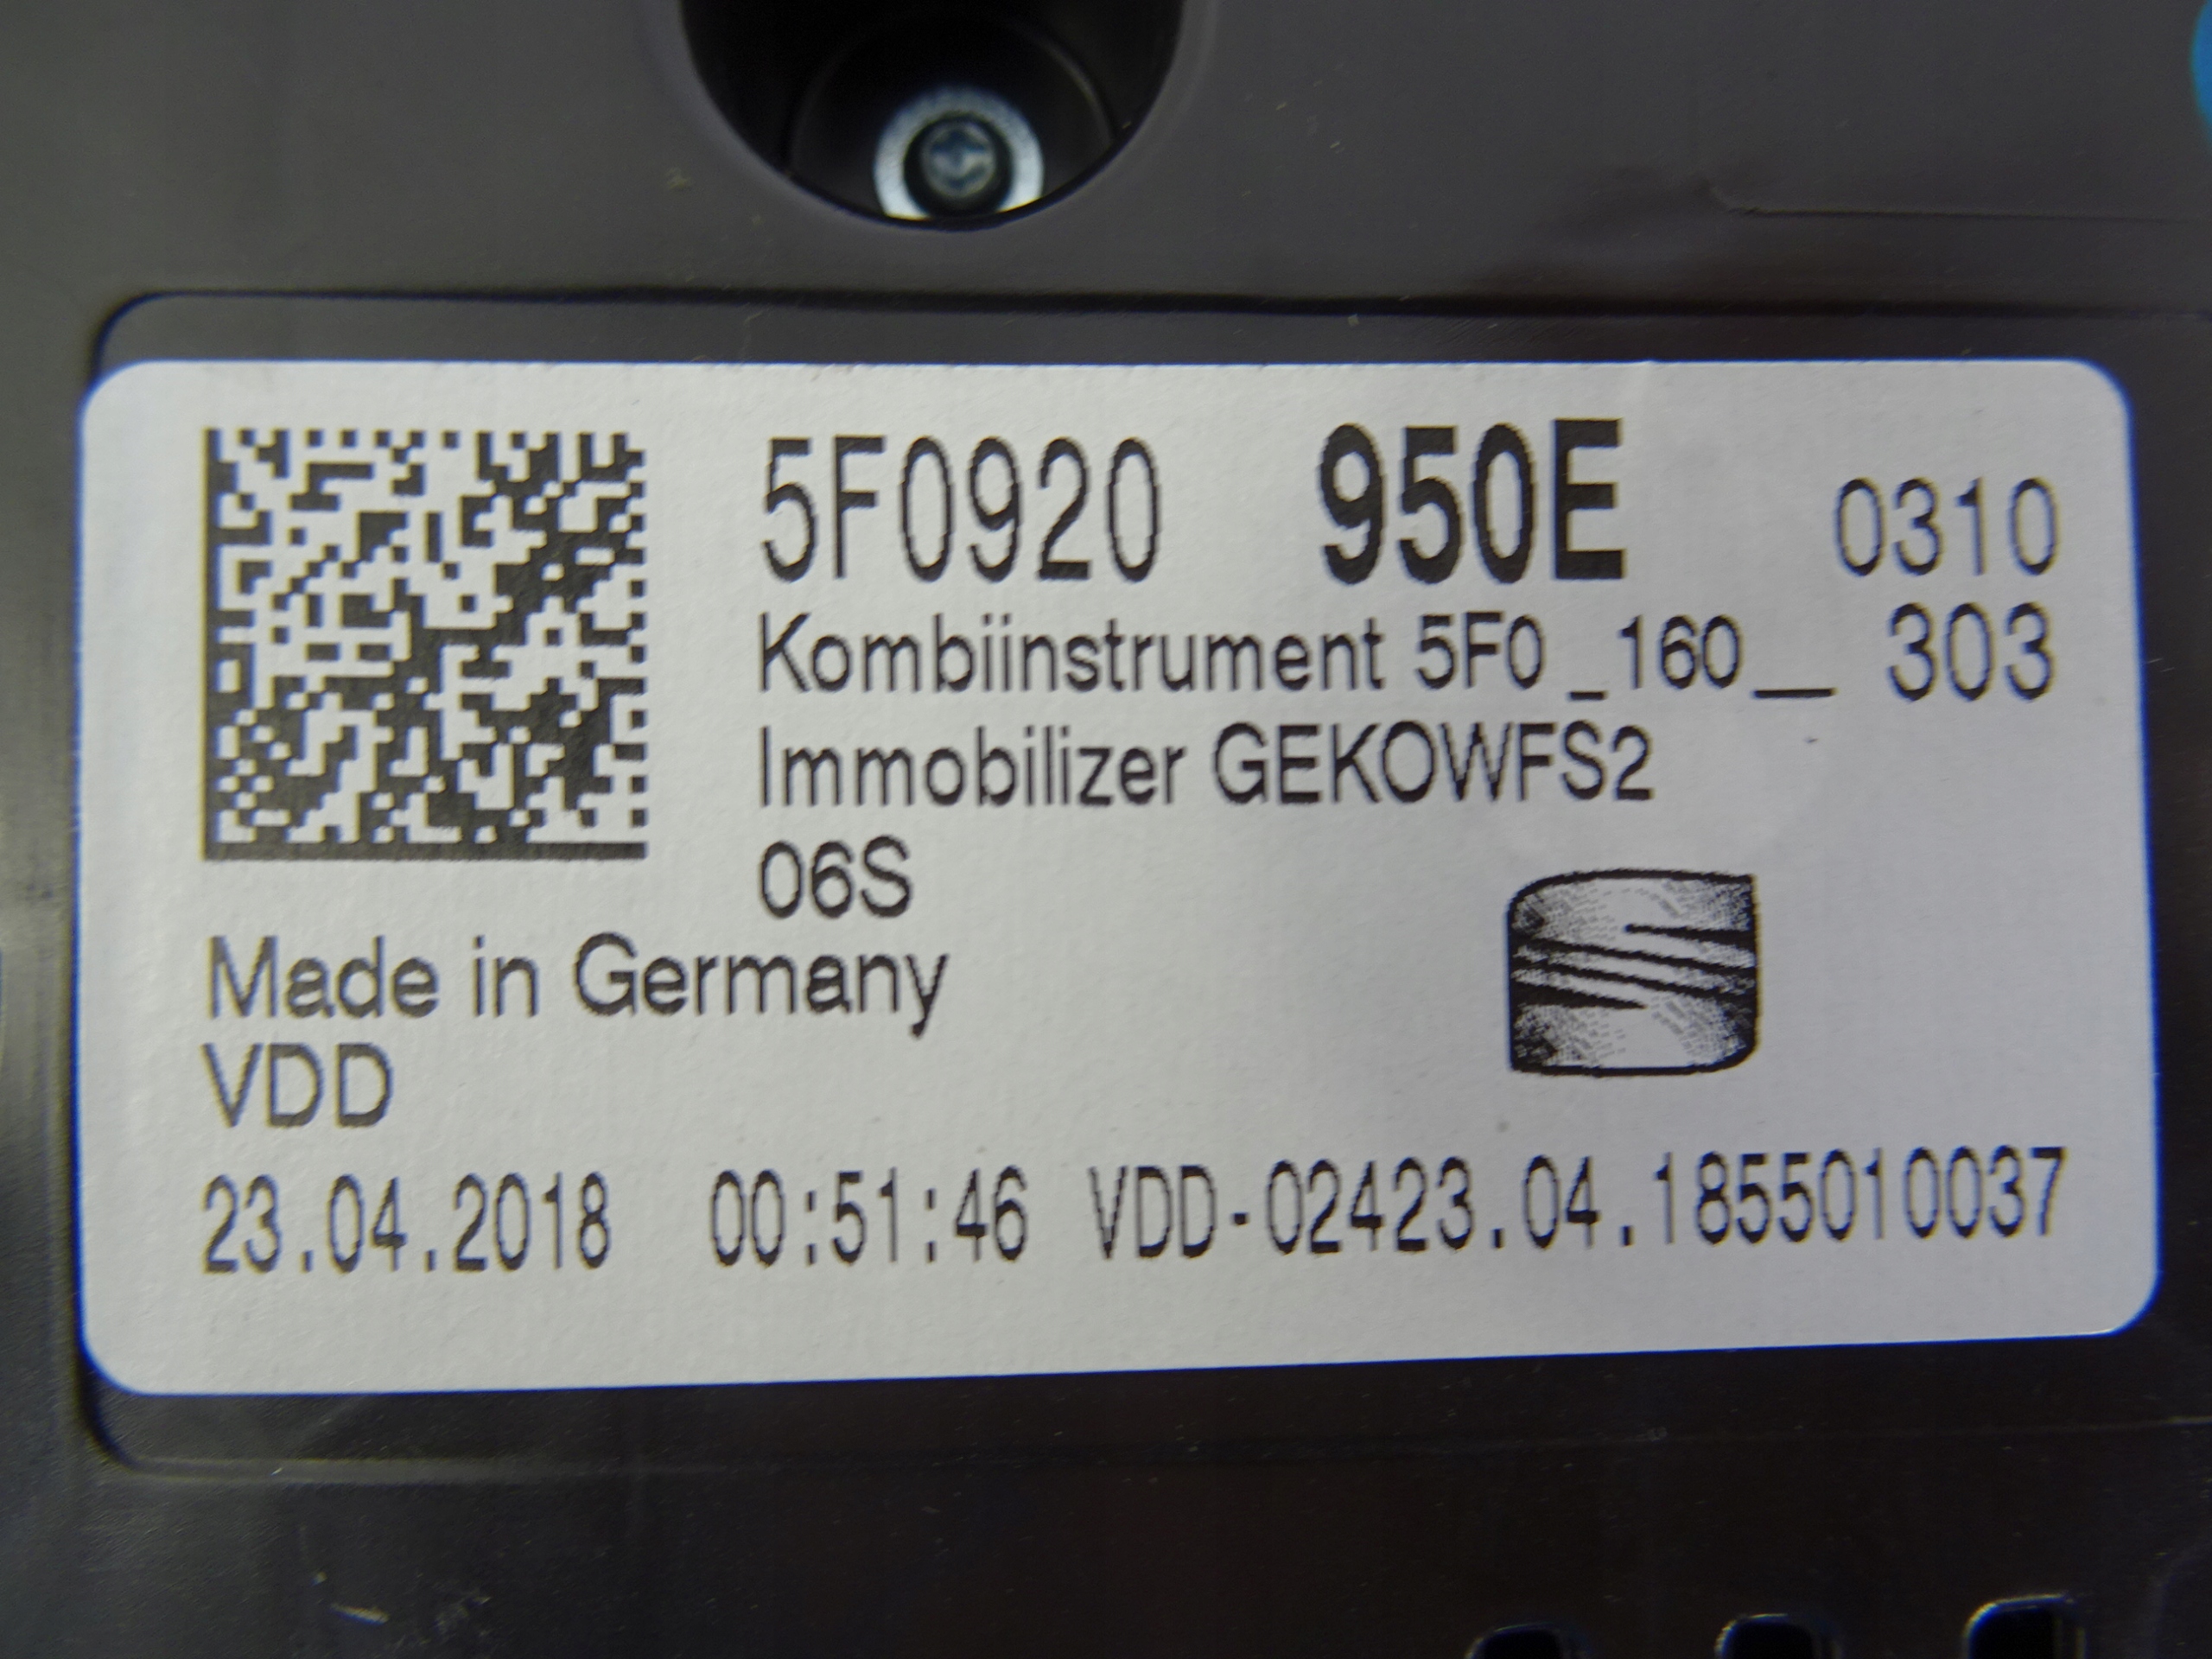 5F0920 950E 0310
Kombiinstrument 5F0 _160__ 303
Immobilizer GEKOWFS2
06S
Made in Germany
VDD
23.04.2018 00:51:46 VDD-02423.04.1855010037